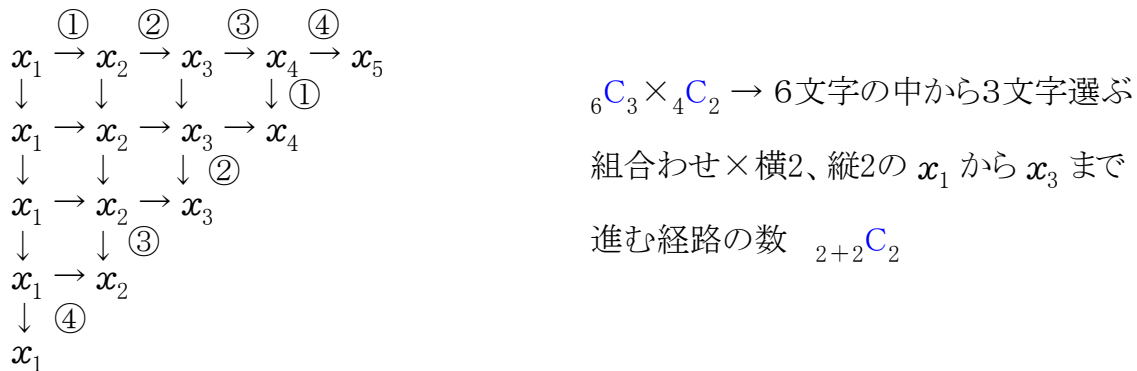 ① ② ③ ④
x₁ → x₂ → x₃ → x₄ → x₅
↓ ↓ ↓ ↓ ①
x₁ → x₂ → x₃ → x₄
↓ ↓ ↓ ②
x₁ → x₂ → x₃
↓ ↓ ③
x₁ → x₂
↓ ④
x₁
₆C₃×₄C₂ → 6文字の中から3文字選ぶ
組合わせ×横2、縦2の x₁ から x₃ まで
進む経路の数 ₂₊₂C₂